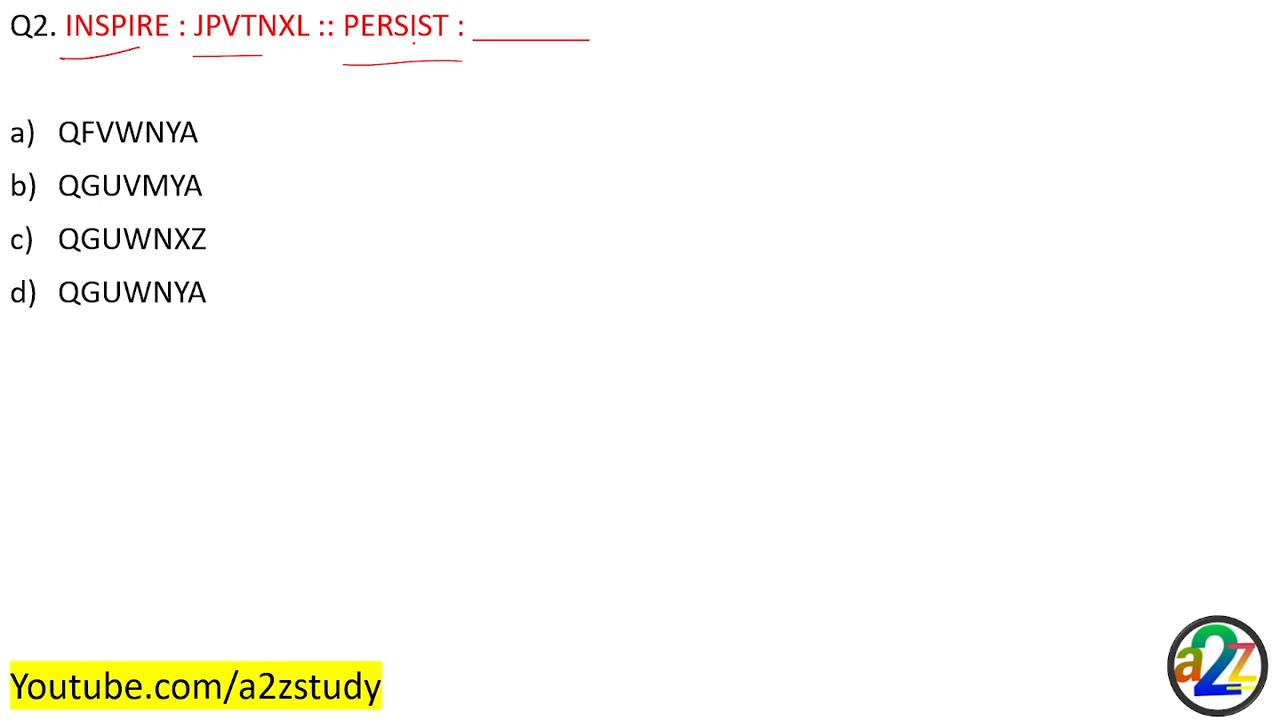 Q2. INSPIRE : JPVTNXL :: PERSIST : ________
a) QFVWNYA
b) QGUVMYA
c) QGUWNXZ
d) QGUWNYA
Youtube.com/a2zstudy
a2z